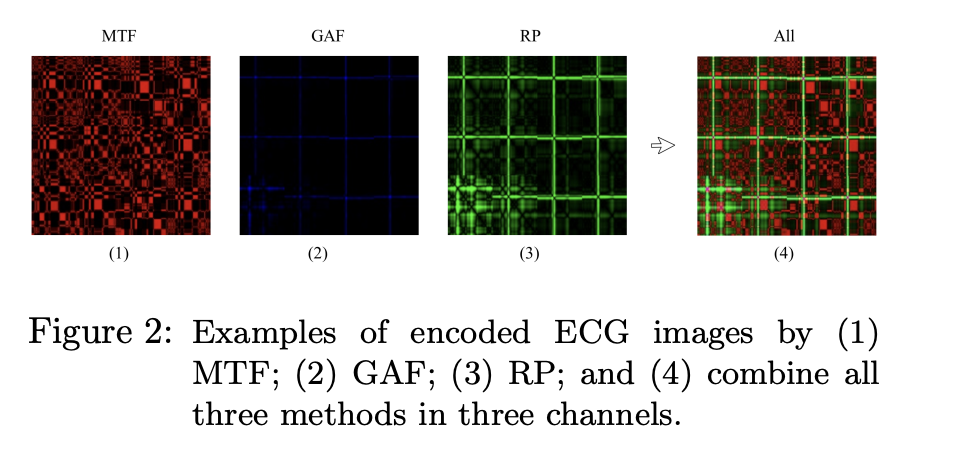 MTF GAF RP All
(1) (2) (3) (4)
Figure 2: Examples of encoded ECG images by (1)
MTF; (2) GAF; (3) RP; and (4) combine all
three methods in three channels.